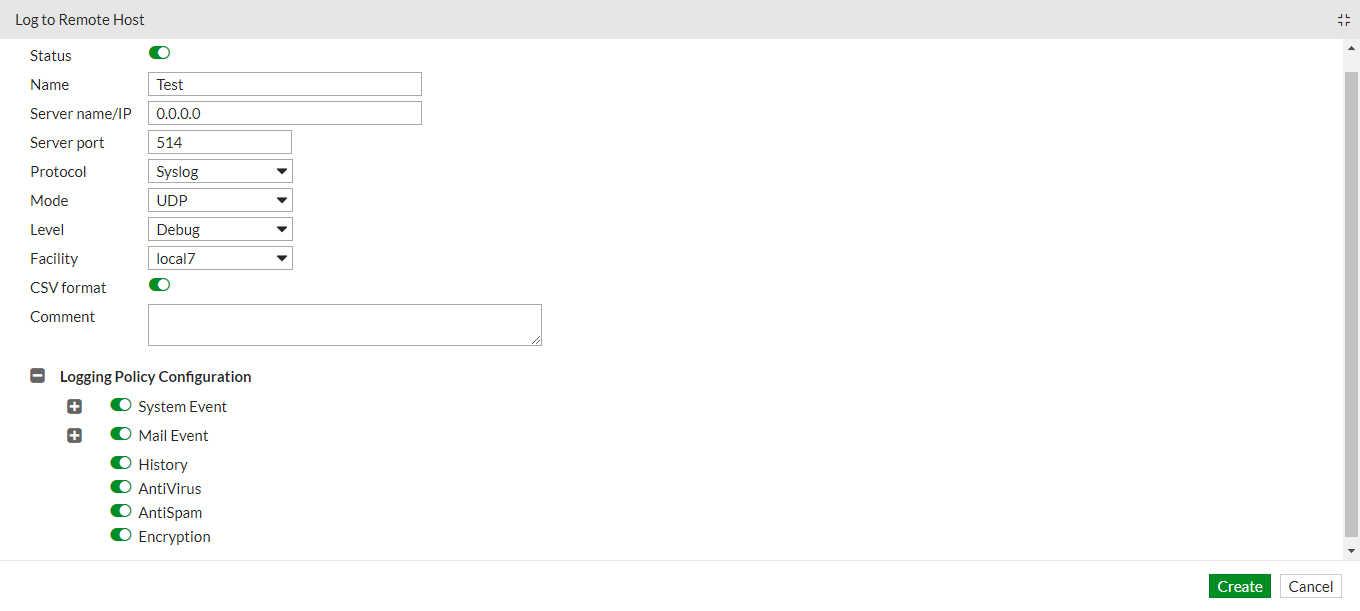 Log to Remote Host
Status
Name Test
Server name/IP 0.0.0.0
Server port 514
Protocol Syslog
Mode UDP
Level Debug
Facility local7
CSV format
Comment
Logging Policy Configuration
System Event
Mail Event
History
AntiVirus
AntiSpam
Encryption
Create Cancel